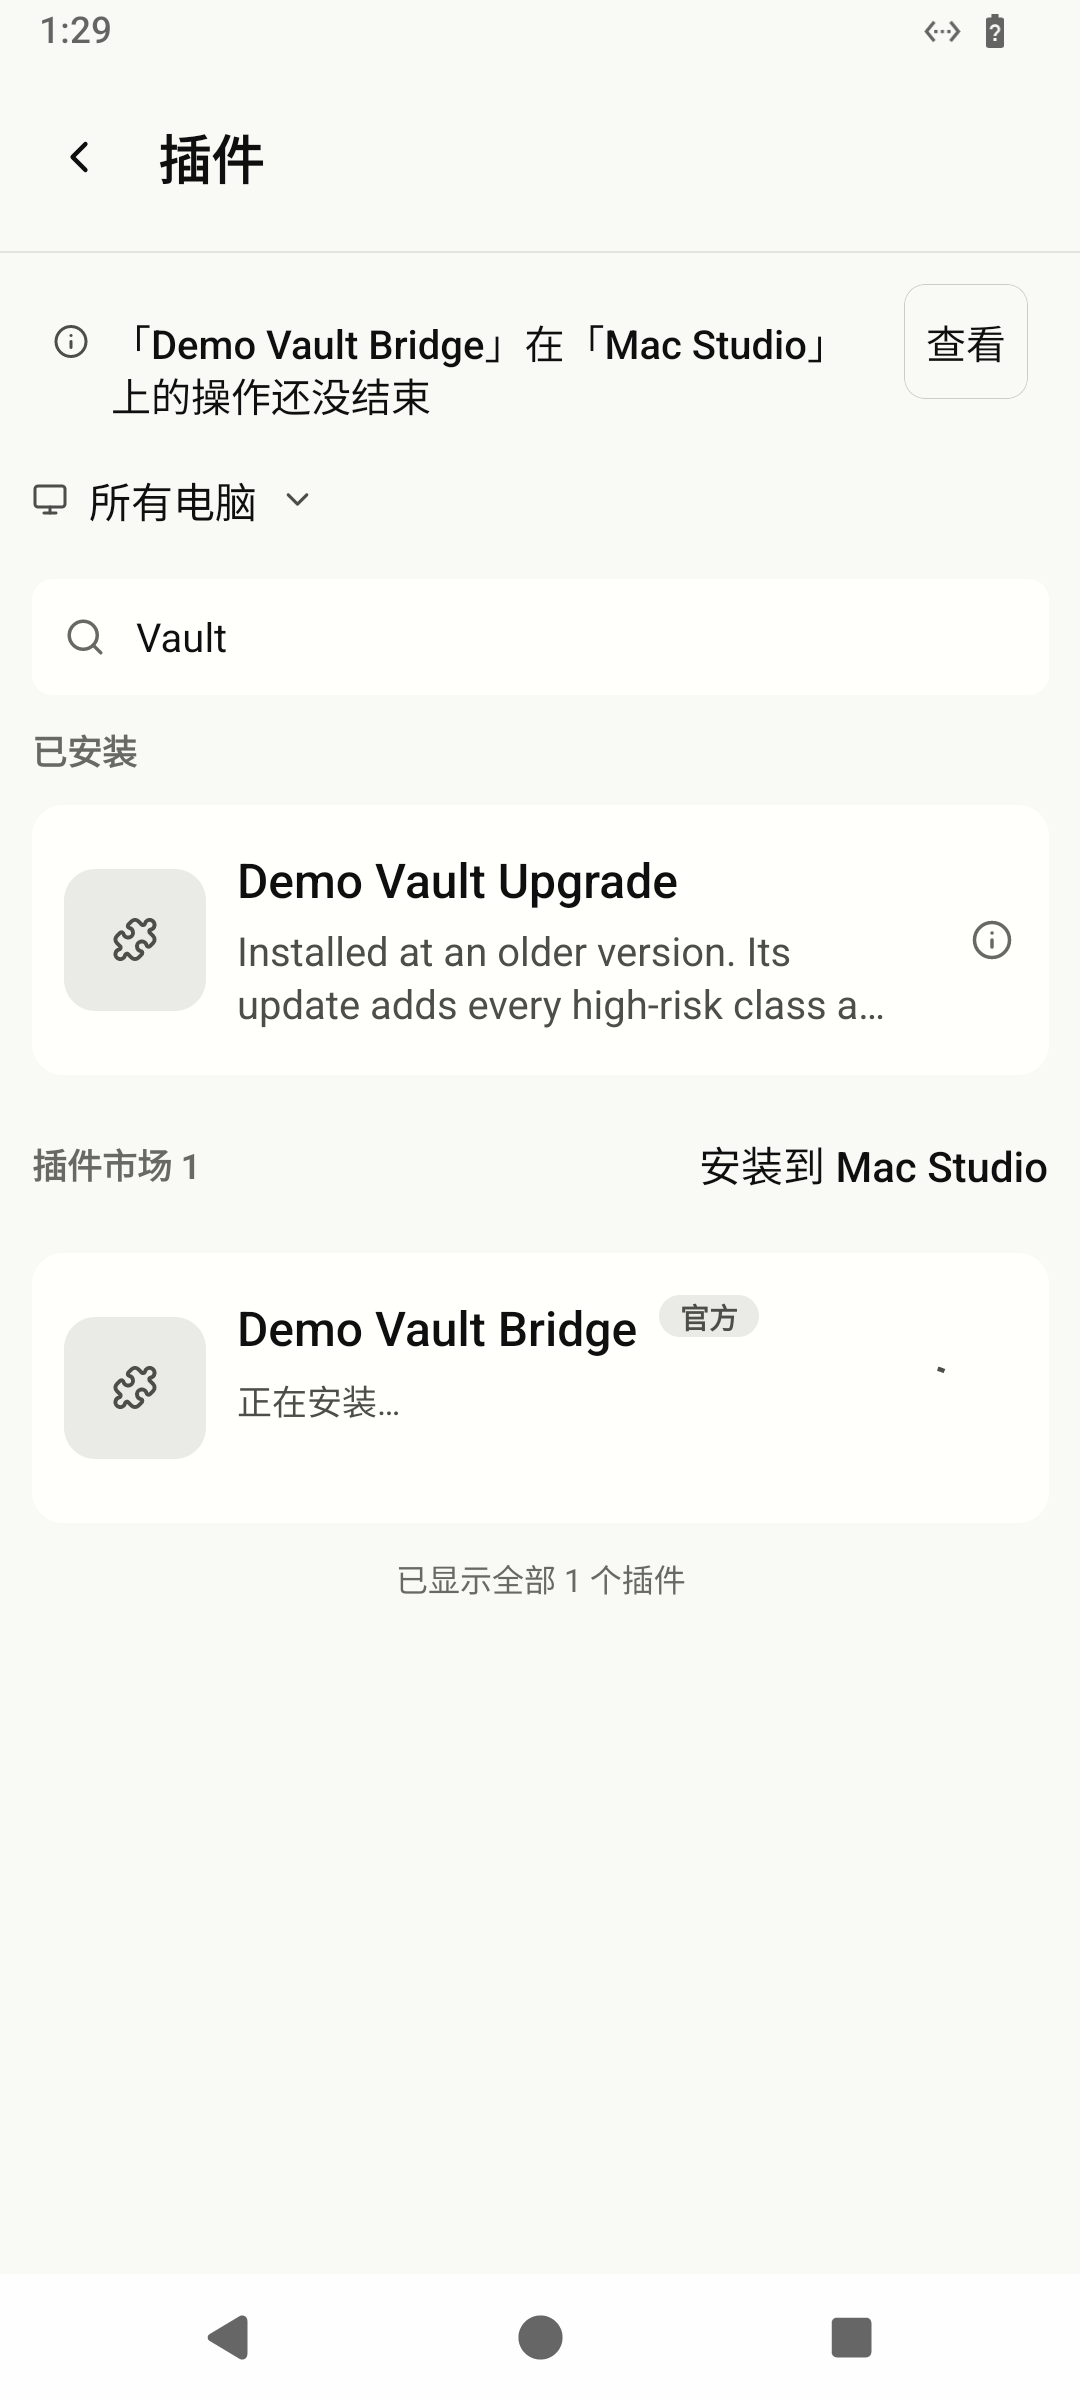 1:29
插件
「Demo Vault Bridge」在「Mac Studio」
上的操作还没结束
查看
所有电脑
Vault
已安装
Demo Vault Upgrade
Installed at an older version. Its
update adds every high-risk class a…
插件市场 1
安装到 Mac Studio
Demo Vault Bridge
官方
正在安装…
已显示全部 1 个插件